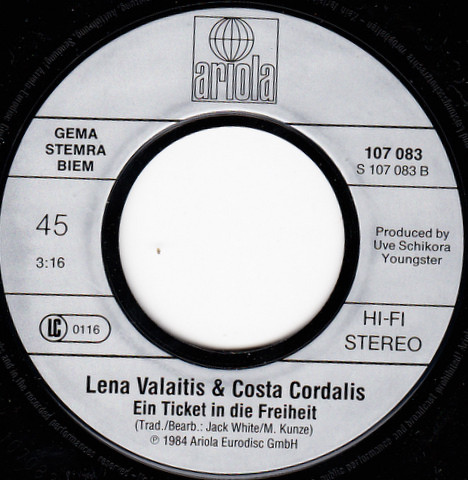 ariola
GEMA
STEMRA
BIEM
107 083
S 107 083 B
45
3:16
Produced by
Uve Schikora
Youngster
LC 0116
HI-FI
STEREO
Lena Valaitis & Costa Cordalis
Ein Ticket in die Freiheit
(Trad./Bearb.: Jack White/M. Kunze)
℗ 1984 Ariola Eurodisc GmbH